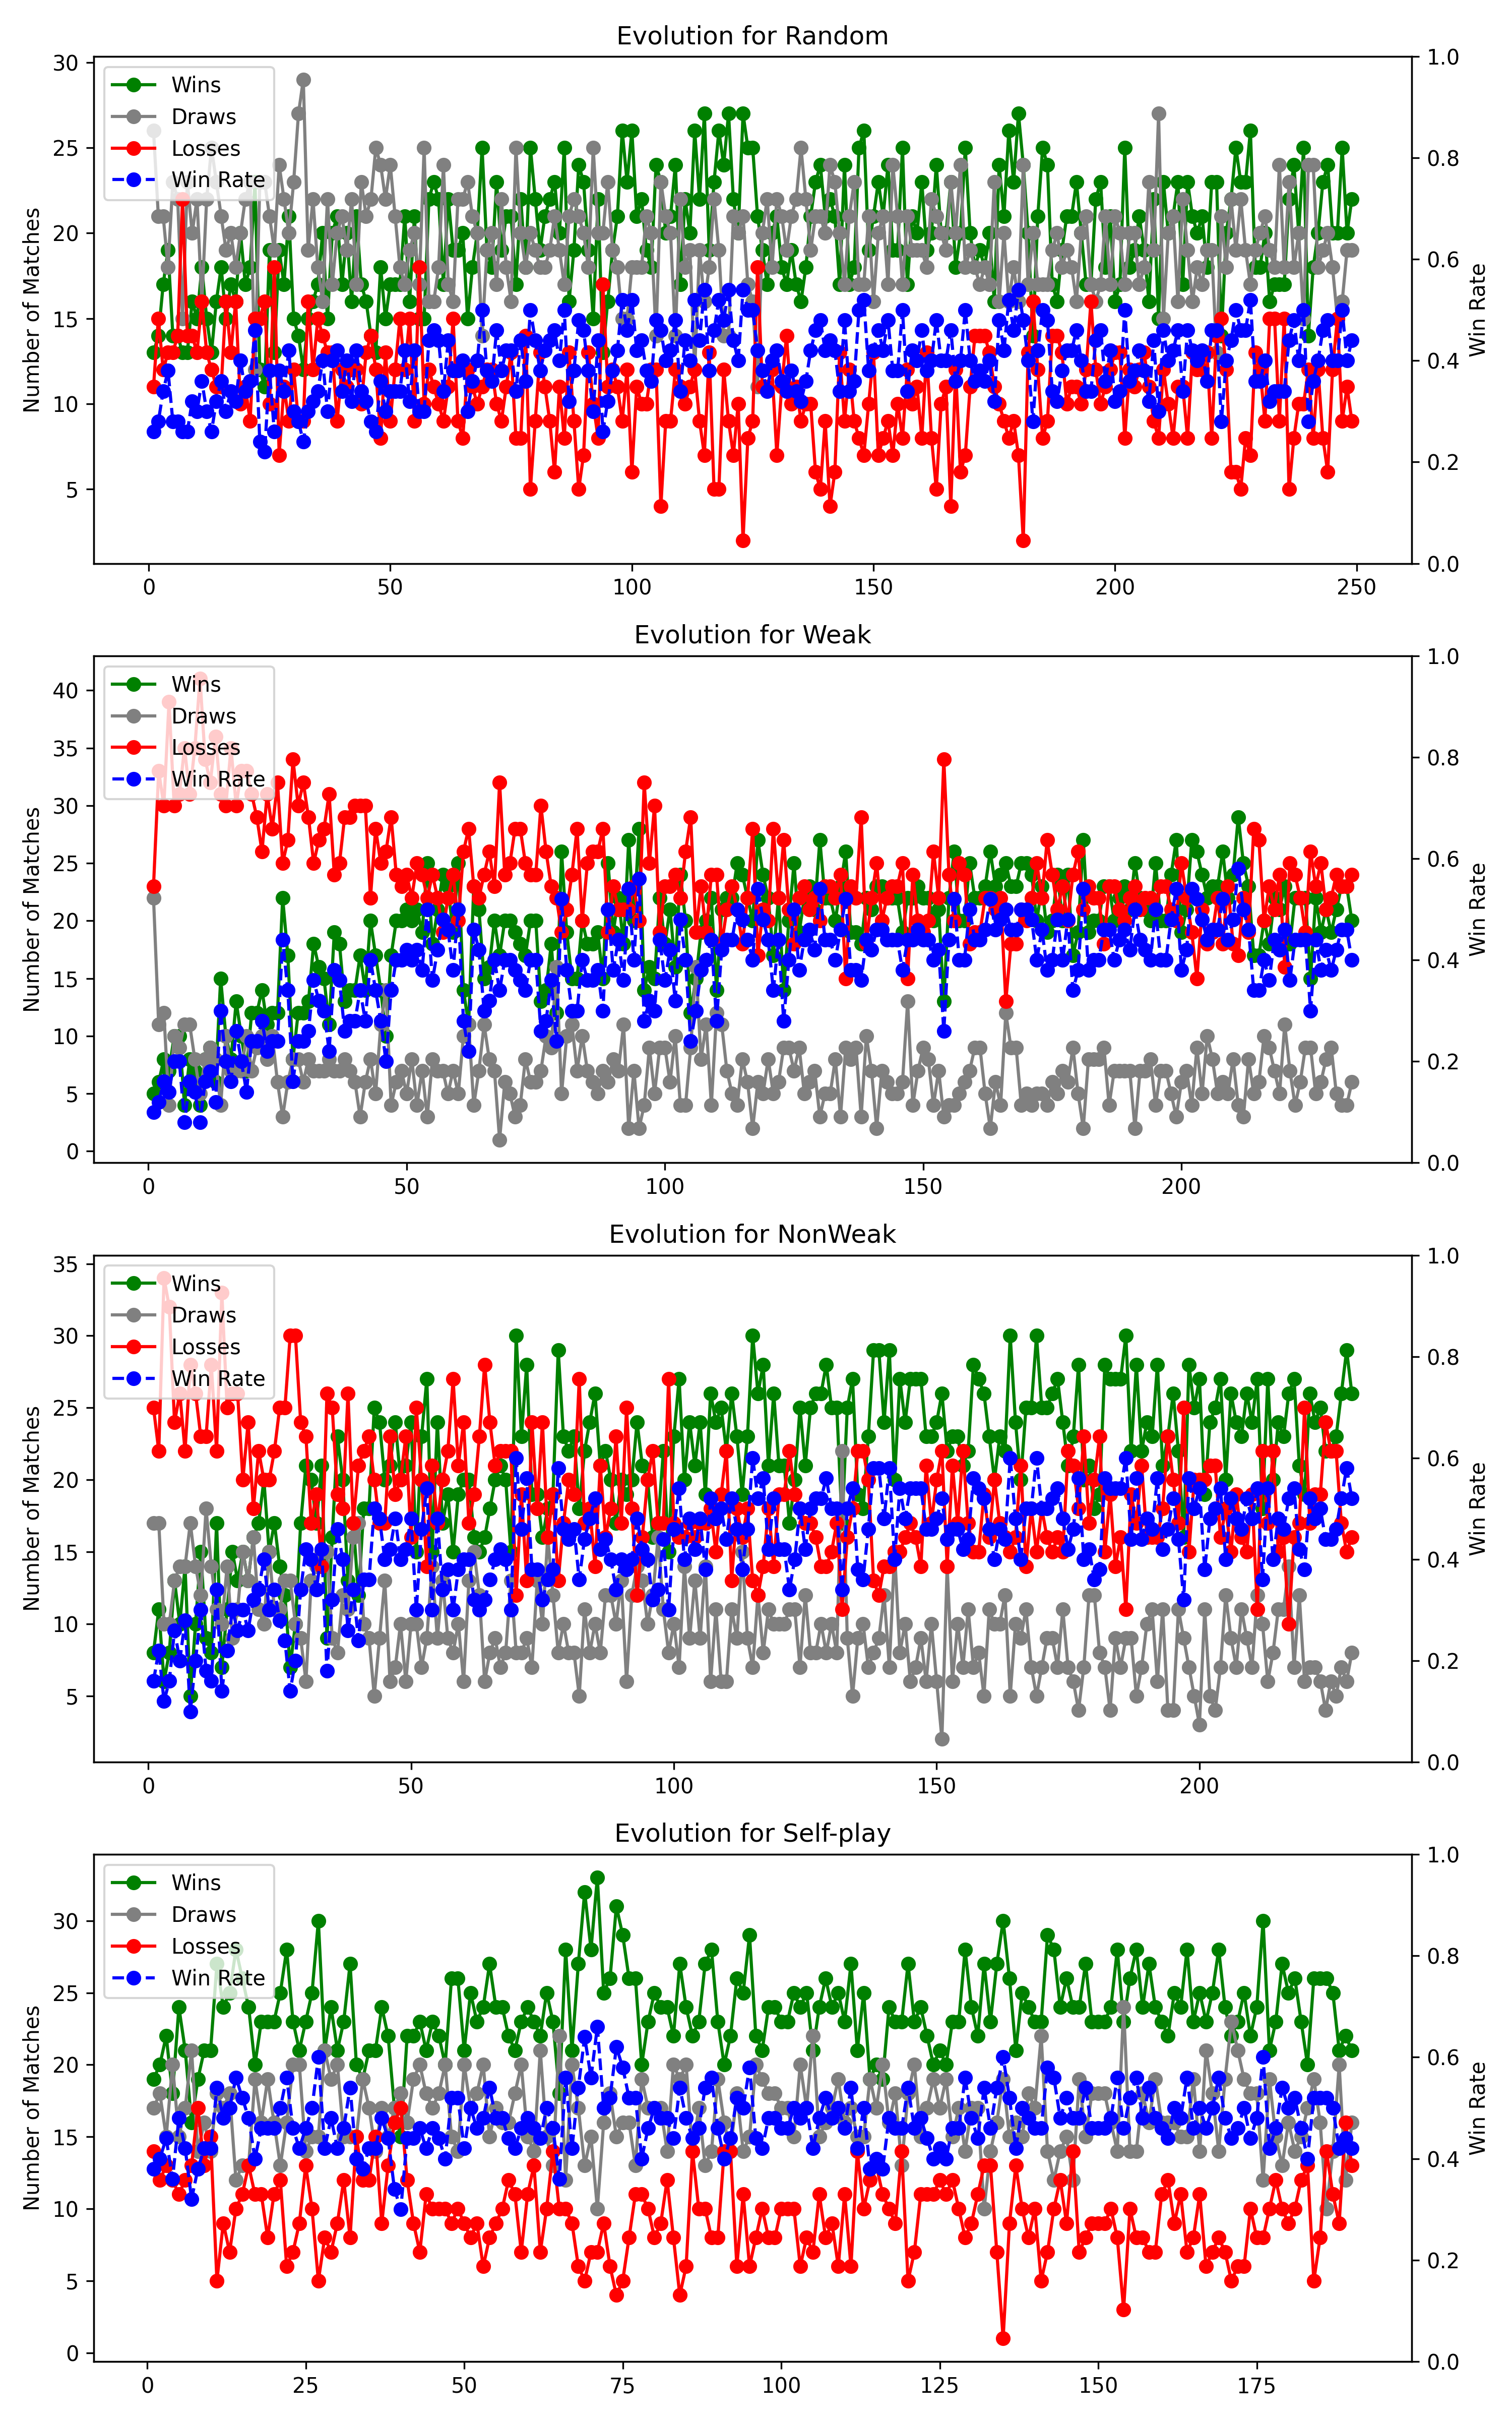 Evolution for Random
30
25
20
15
10
5
Number of Matches
Wins
Draws
Losses
Win Rate
1.0
0.8
0.6
0.4
0.2
0.0
Win Rate
0 50 100 150 200 250
Evolution for Weak
40
35
30
25
20
15
10
5
0
Number of Matches
Wins
Draws
Losses
Win Rate
1.0
0.8
0.6
0.4
0.2
0.0
Win Rate
0 50 100 150 200
Evolution for NonWeak
35
30
25
20
15
10
5
Number of Matches
Wins
Draws
Losses
Win Rate
1.0
0.8
0.6
0.4
0.2
0.0
Win Rate
0 50 100 150 200
Evolution for Self-play
30
25
20
15
10
5
0
Number of Matches
Wins
Draws
Losses
Win Rate
1.0
0.8
0.6
0.4
0.2
0.0
Win Rate
0 25 50 75 100 125 150 175